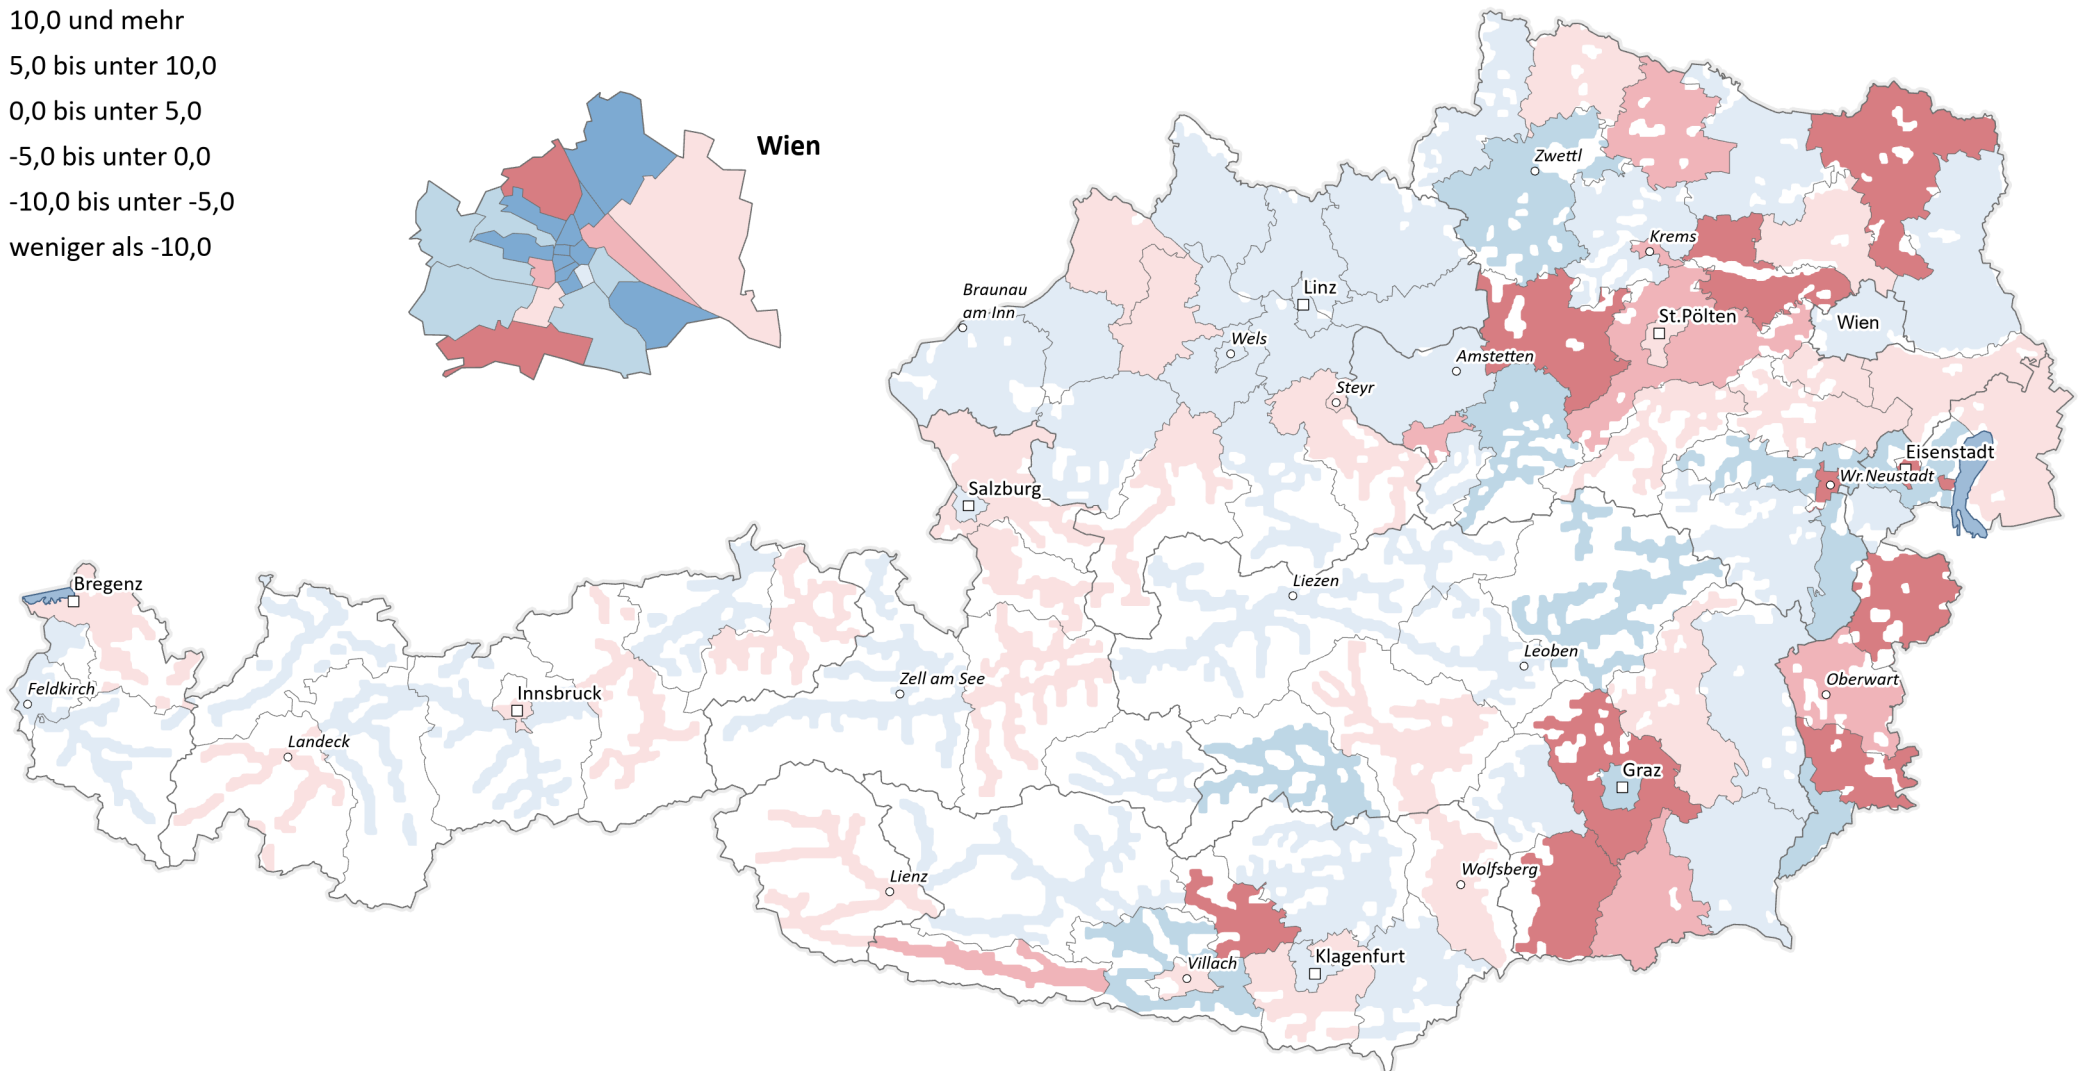 10,0 und mehr
5,0 bis unter 10,0
0,0 bis unter 5,0
-5,0 bis unter 0,0
-10,0 bis unter -5,0
weniger als -10,0
Wien
Zwettl
Krems
Braunau
am Inn
Linz
St.Pölten
Wien
Wels
Amstetten
Steyr
Eisenstadt
Wr.Neustadt
Salzburg
Bregenz
Liezen
Leoben
Feldkirch
Innsbruck
Zell am See
Oberwart
Landeck
Graz
Lienz
Wolfsberg
Villach
Klagenfurt